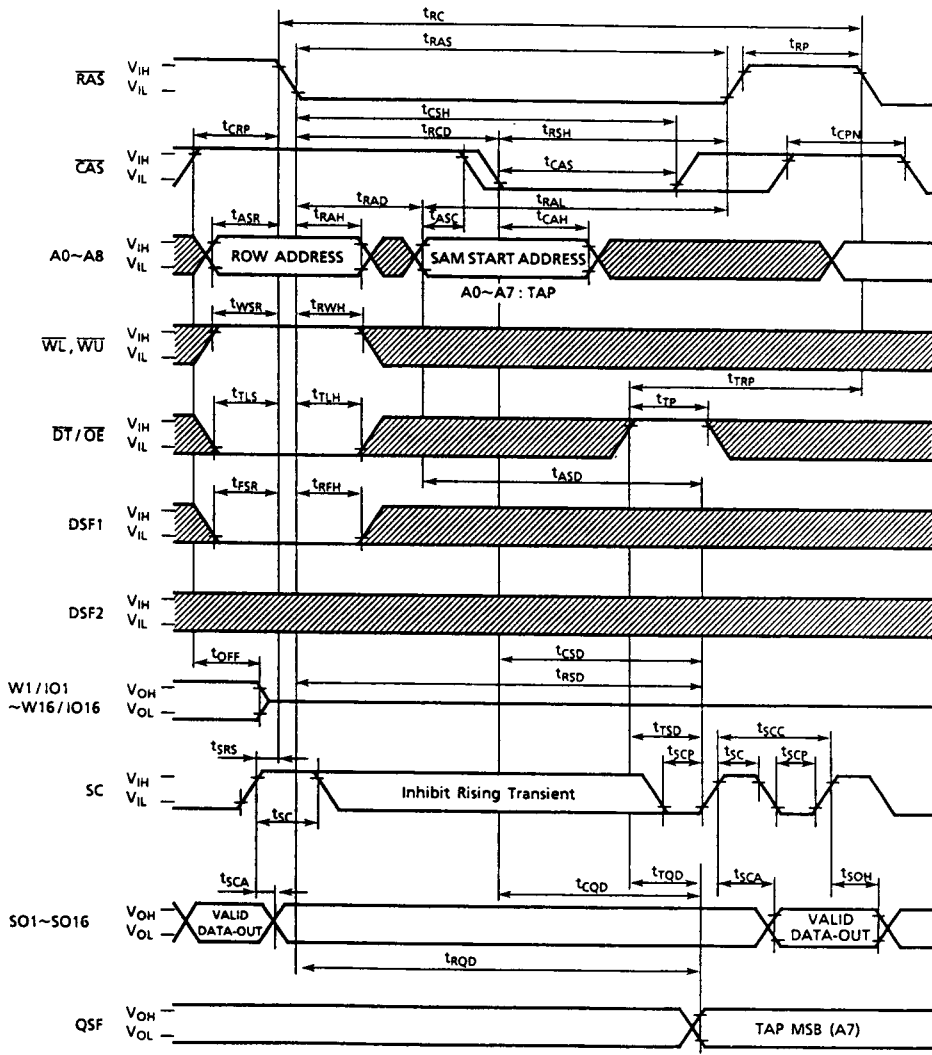 tRC
tRAS
tRP
RAS VIH
VIL
tCSH
tCRP tRCD tRSH tCPN
CAS VIH
VIL
tCAS
tRAD tRAL
tASR tRAH tASC tCAH
A0~A8 VIH
VIL
ROW ADDRESS SAM START ADDRESS
A0~A7 : TAP
tWSR tRWH
WL, WU VIH
VIL
tTRP
tTLS tTLH tTP
DT/OE VIH
VIL
tASD
tFSR tRFH
DSF1 VIH
VIL
DSF2 VIH
VIL
tOFF tCSD
W1/IO1
~W16/IO16
VOH
VOL
tRSD
tTSD tSCC
tSRS tSCP tSC tSCP
SC VIH
VIL
Inhibit Rising Transient
tSC
tSCA tCQD tTQD tSCA tSOH
SO1~SO16 VOH
VOL
VALID
DATA-OUT
VALID
DATA-OUT
tRQD
QSF VOH
VOL
TAP MSB (A7)